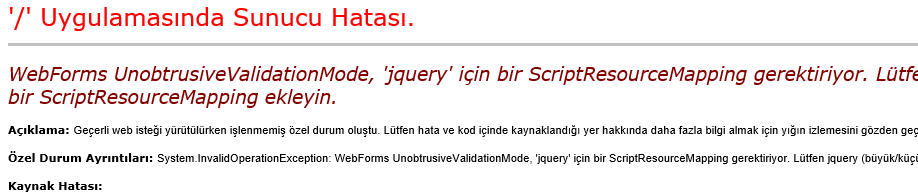 '/' Uygulamasında Sunucu Hatası.
WebForms UnobtrusiveValidationMode, 'jquery' için bir ScriptResourceMapping gerektiriyor. Lütfe
bir ScriptResourceMapping ekleyin.
Açıklama: Geçerli web isteği yürütülürken işlenmemiş özel durum oluştu. Lütfen hata ve kod içinde kaynaklandığı yer hakkında daha fazla bilgi almak için yığın izlemesini gözden geç
Özel Durum Ayrıntıları: System.InvalidOperationException: WebForms UnobtrusiveValidationMode, 'jquery' için bir ScriptResourceMapping gerektiriyor. Lütfen jquery (büyük/küçü
Kaynak Hatası: